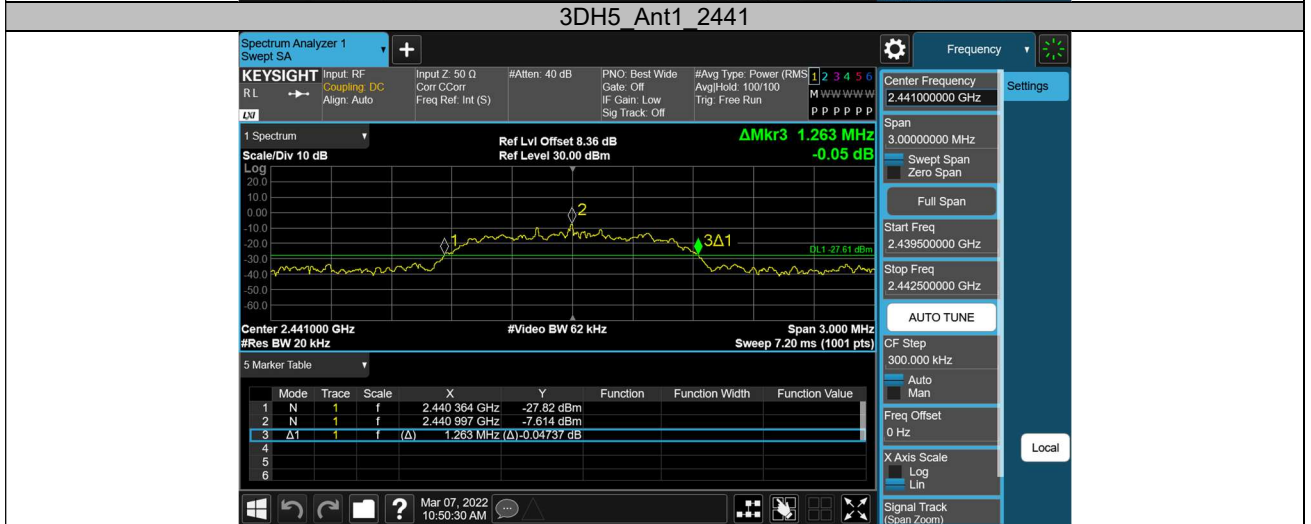 3DH5_Ant1_2441
Spectrum Analyzer 1
Swept SA
Frequency
KEYSIGHT
R L
LXI
Input: RF
Coupling: DC
Align: Auto
Input Z: 50 Ω
Corr CCorr
Freq Ref: Int (S)
#Atten: 40 dB
PNO: Best Wide
Gate: Off
IF Gain: Low
Sig Track: Off
#Avg Type: Power (RMS
Avg|Hold: 100/100
Trig: Free Run
1 2 3 4 5 6
M W W W W W
P P P P P P
1 Spectrum
Scale/Div 10 dB
Ref Lvl Offset 8.36 dB
Ref Level 30.00 dBm
ΔMkr3 1.263 MHz
-0.05 dB
Log
20.0
10.0
0.00
-10.0
-20.0
-30.0
-40.0
-50.0
-60.0
1
2
3Δ1
DL1 -27.61 dBm
Center 2.441000 GHz
#Video BW 62 kHz
Span 3.000 MHz
#Res BW 20 kHz
Sweep 7.20 ms (1001 pts)
5 Marker Table
Mode Trace Scale X Y Function Function Width Function Value
1 N 1 f 2.440 364 GHz -27.82 dBm
2 N 1 f 2.440 997 GHz -7.614 dBm
3 Δ1 1 f (Δ) 1.263 MHz (Δ) -0.04737 dB
4
5
6
Mar 07, 2022
10:50:30 AM
?
Center Frequency
2.441000000 GHz
Span
3.00000000 MHz
Swept Span
Zero Span
Full Span
Start Freq
2.439500000 GHz
Stop Freq
2.442500000 GHz
AUTO TUNE
CF Step
300.000 kHz
Auto
Man
Freq Offset
0 Hz
X Axis Scale
Log
Lin
Signal Track
(Span Zoom)
Settings
Local